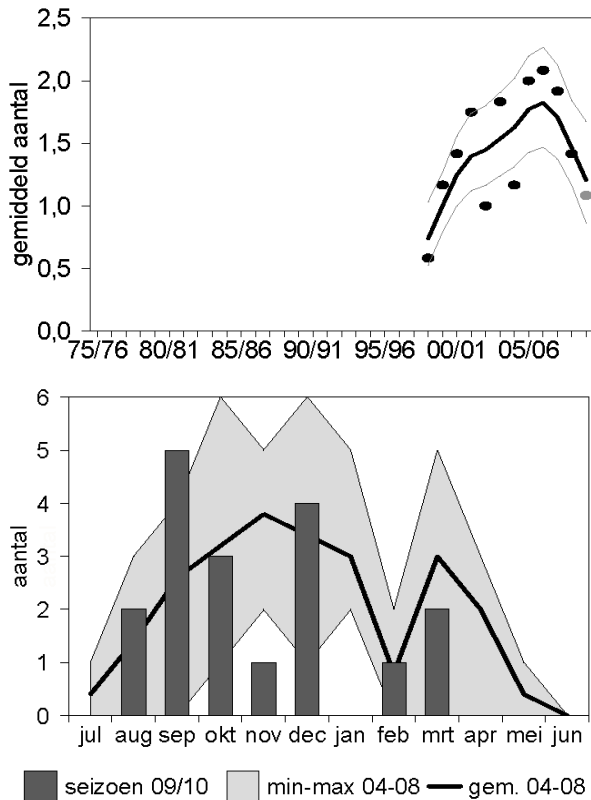 2,5
2,0
1,5
1,0
0,5
0,0
gemiddeld aantal
75/76 80/81 85/86 90/91 95/96 00/01 05/06
6
5
4
3
2
1
0
aantal
jul aug sep okt nov dec jan feb mrt apr mei jun
seizoen 09/10 min-max 04-08 gem. 04-08